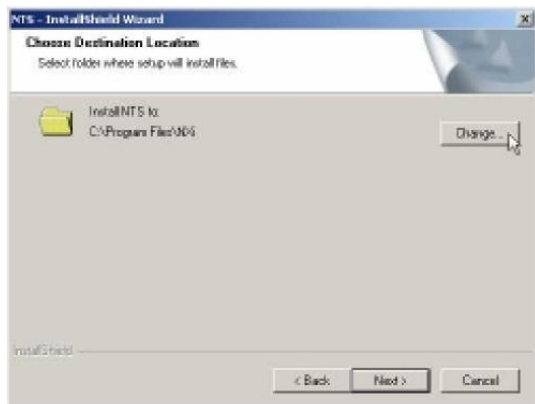 NTS - InstallShield Wizard
Choose Destination Location
Select folder where setup will install files.
Install NTS to:
C:\Program Files\
Change...
InstallShield
< Back
Next >
Cancel